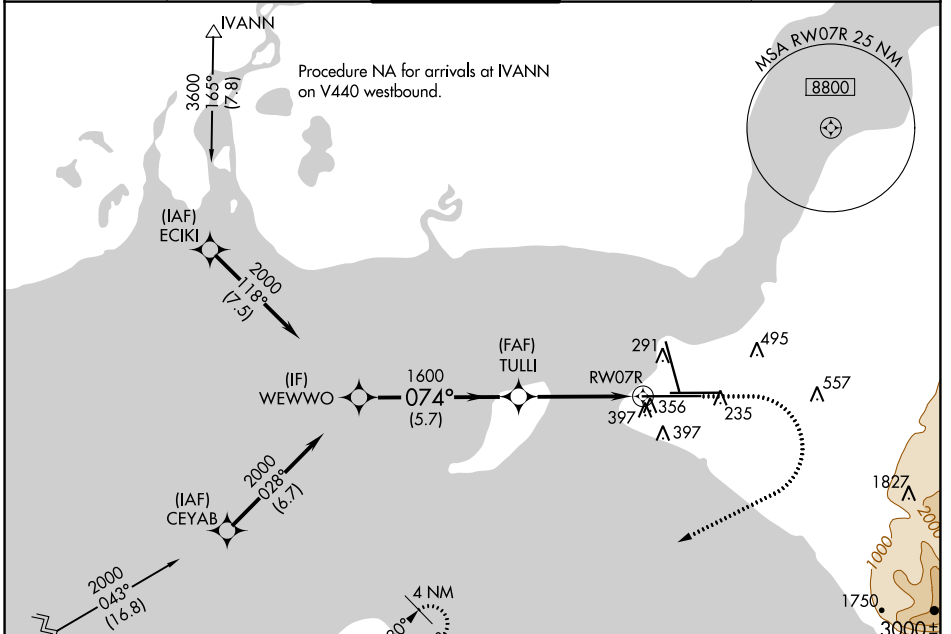 IVANN
Procedure NA for arrivals at IVANN
on V440 westbound.
MSA RW07R 25 NM
8800
3600
165°
(7.8)
(IAF)
ECIKI
2000
118°
(7.5)
(IF)
WEWWO
1600
074°
(5.7)
(FAF)
TULLI
RW07R
291
495
356
397
397
235
557
(IAF)
CEYAB
2000
028°
(6.7)
2000
043°
(16.8)
4 NM
1827
2000
1000
1750
3000±